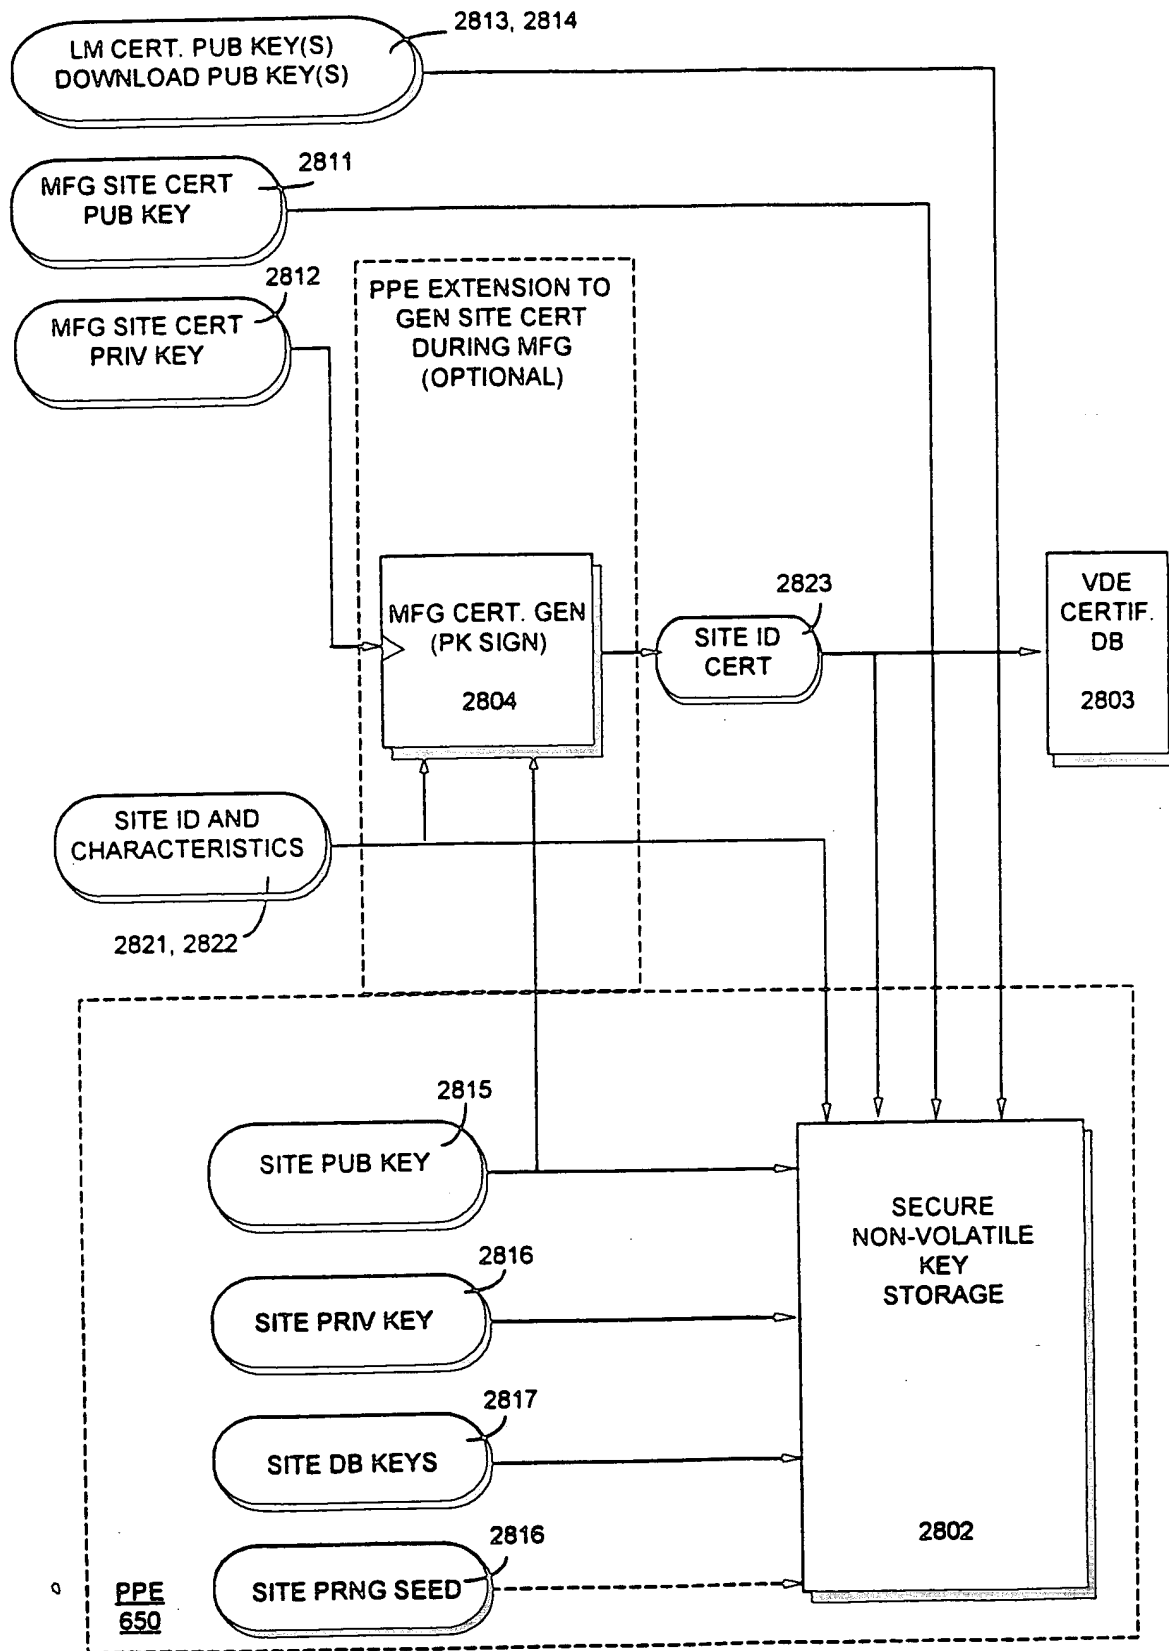 2813, 2814
LM CERT. PUB KEY(S)
DOWNLOAD PUB KEY(S)
2811
MFG SITE CERT
PUB KEY
2812
MFG SITE CERT
PRIV KEY
PPE EXTENSION TO
GEN SITE CERT
DURING MFG
(OPTIONAL)
MFG CERT. GEN
(PK SIGN)
2804
2823
SITE ID
CERT
VDE
CERTIF.
DB
2803
SITE ID AND
CHARACTERISTICS
2821, 2822
2815
SITE PUB KEY
2816
SITE PRIV KEY
2817
SITE DB KEYS
2816
SITE PRNG SEED
SECURE
NON-VOLATILE
KEY
STORAGE
2802
PPE
650